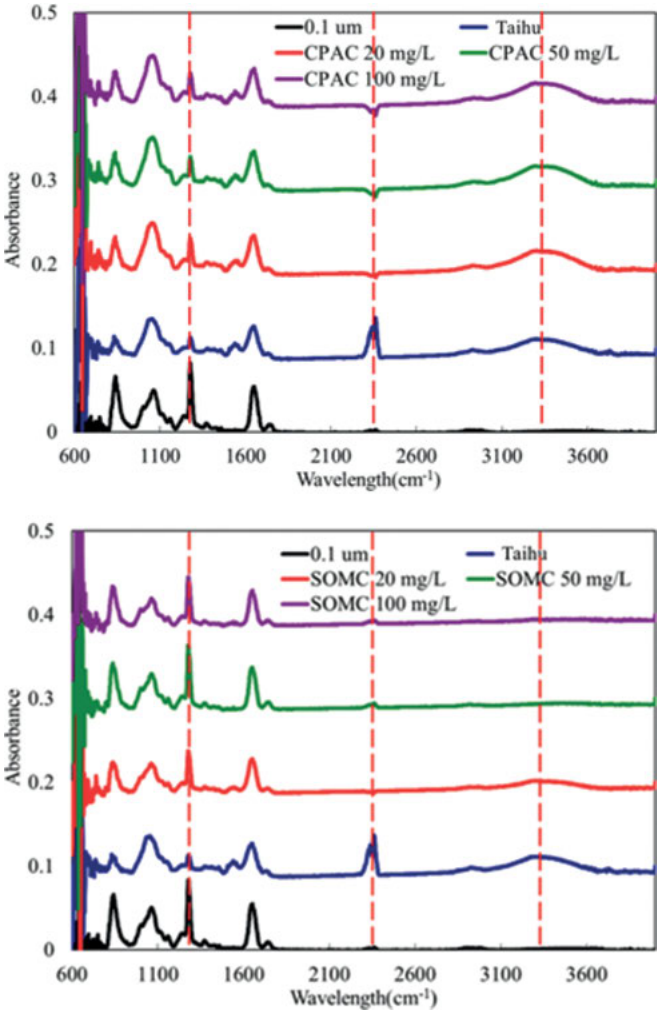 0.5
0.1 um Taihu
CPAC 20 mg/L CPAC 50 mg/L
CPAC 100 mg/L
0.4
0.3
Absorbance
0.2
0.1
0
600 1100 1600 2100 2600 3100 3600
Wavelength(cm⁻¹)
0.5
0.1 um Taihu
SOMC 20 mg/L SOMC 50 mg/L
SOMC 100 mg/L
0.4
0.3
Absorbance
0.2
0.1
0
600 1100 1600 2100 2600 3100 3600
Wavelength(cm⁻¹)